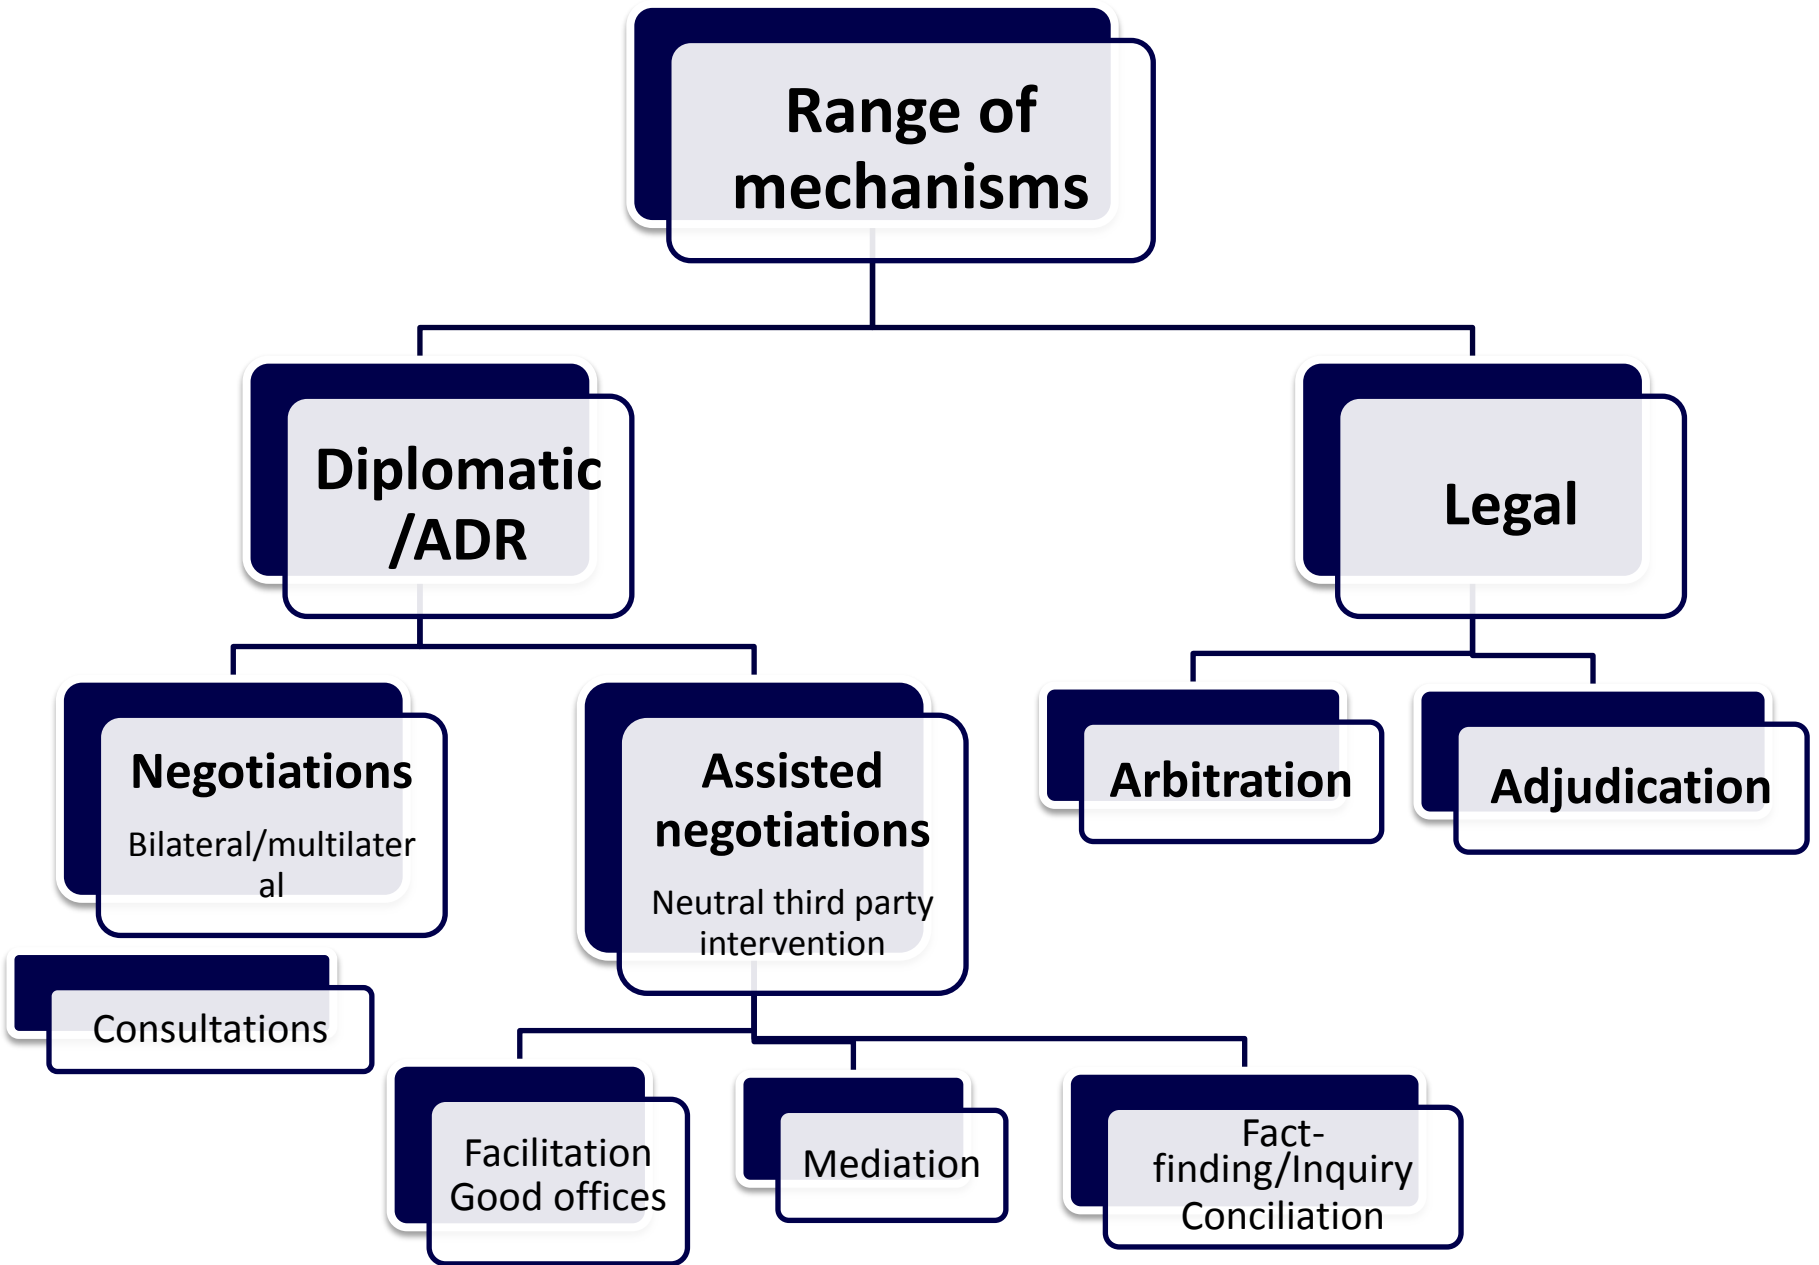 Range of
mechanisms
Diplomatic
/ADR
Legal
Negotiations
Bilateral/multilater
al
Assisted
negotiations
Neutral third party
intervention
Arbitration
Adjudication
Consultations
Facilitation
Good offices
Mediation
Fact-
finding/Inquiry
Conciliation